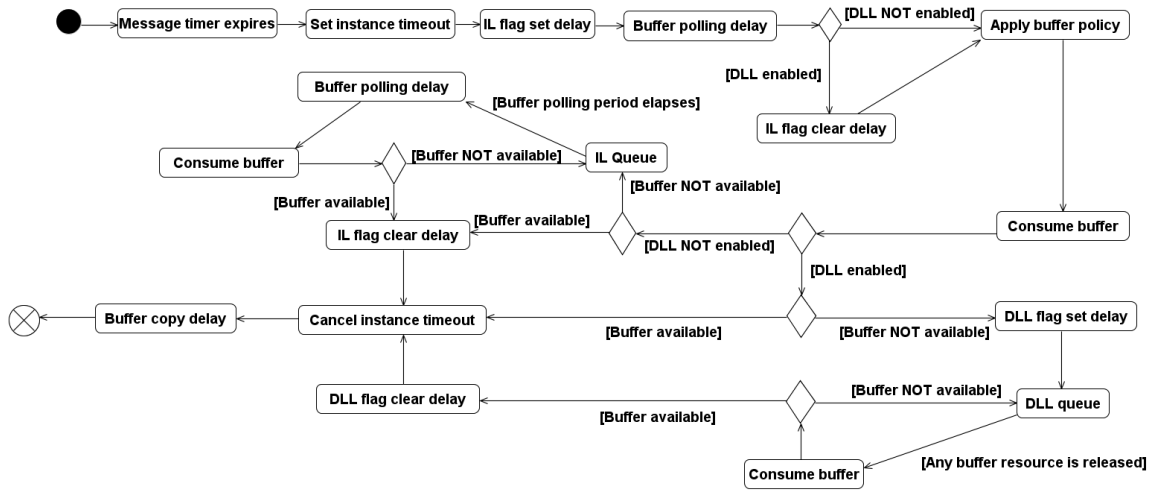 Message timer expires
Set instance timeout
IL flag set delay
Buffer polling delay
[DLL NOT enabled]
Apply buffer policy
[DLL enabled]
IL flag clear delay
Buffer polling delay
[Buffer polling period elapses]
Consume buffer
[Buffer NOT available]
IL Queue
[Buffer NOT available]
[Buffer available]
IL flag clear delay
[Buffer available]
[DLL NOT enabled]
Consume buffer
[DLL enabled]
Buffer copy delay
Cancel instance timeout
[Buffer available]
[Buffer NOT available]
DLL flag set delay
DLL flag clear delay
[Buffer available]
[Buffer NOT available]
DLL queue
Consume buffer
[Any buffer resource is released]